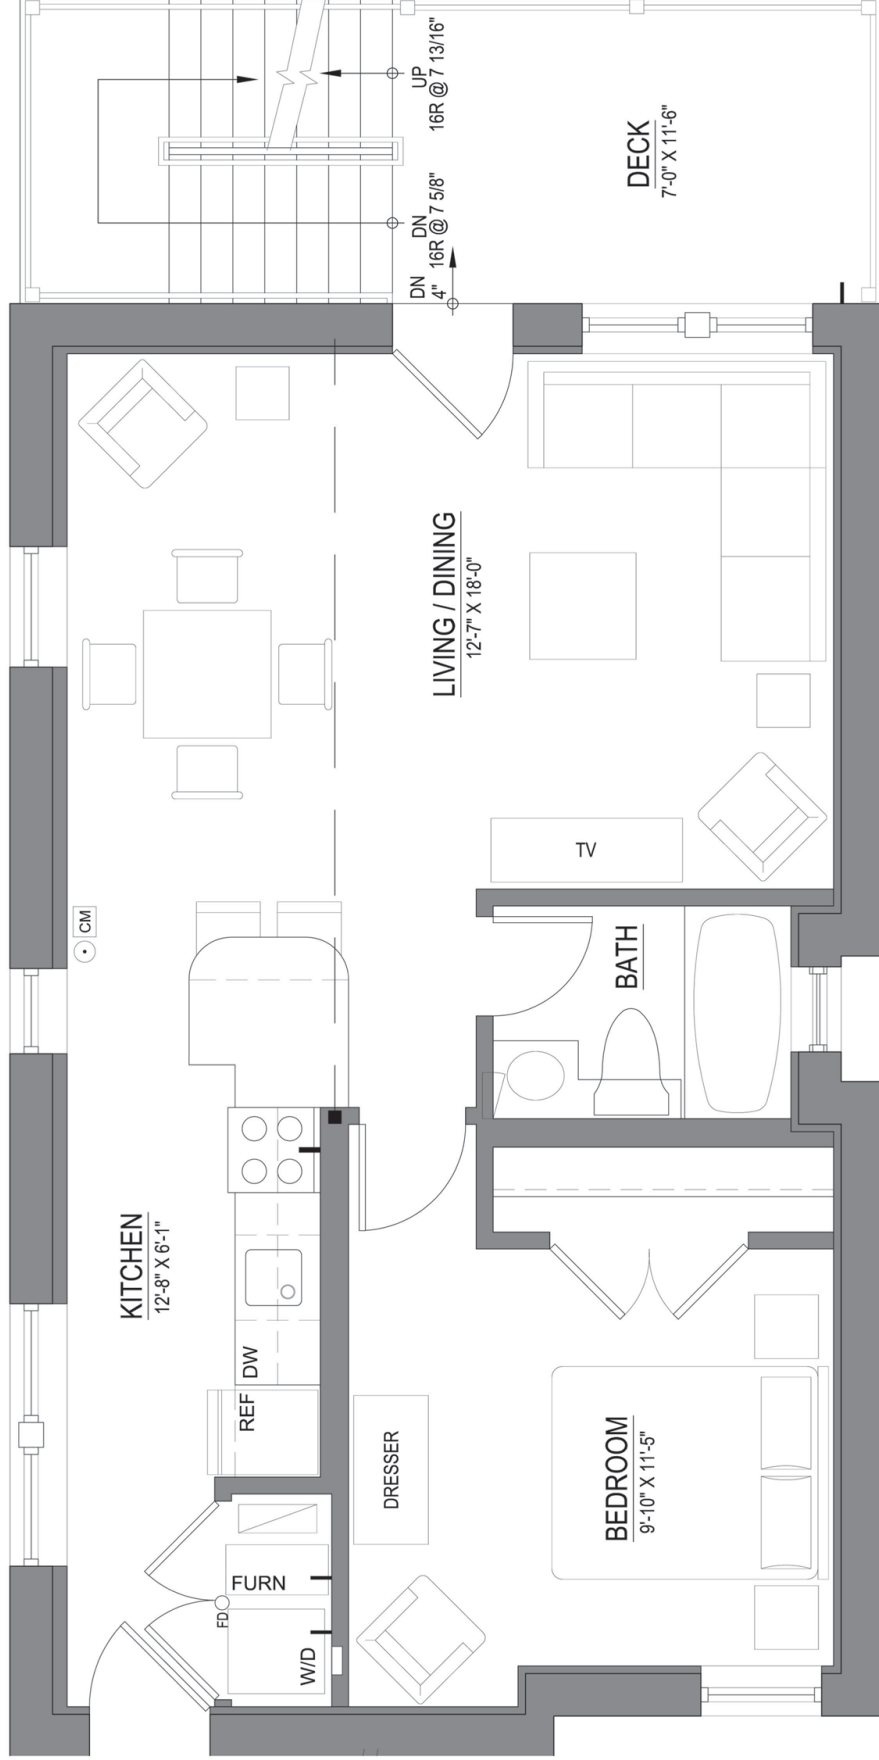 UP
16R @ 7 13/16"
DN
16R @ 7 5/8"
DN
4"
DECK
7'-0" X 11'-6"
LIVING / DINING
12'-7" X 18'-0"
TV
CM
BATH
KITCHEN
12'-8" X 6'-1"
DW
REF
DRESSER
BEDROOM
9'-10" X 11'-5"
FURN
FD
W/D